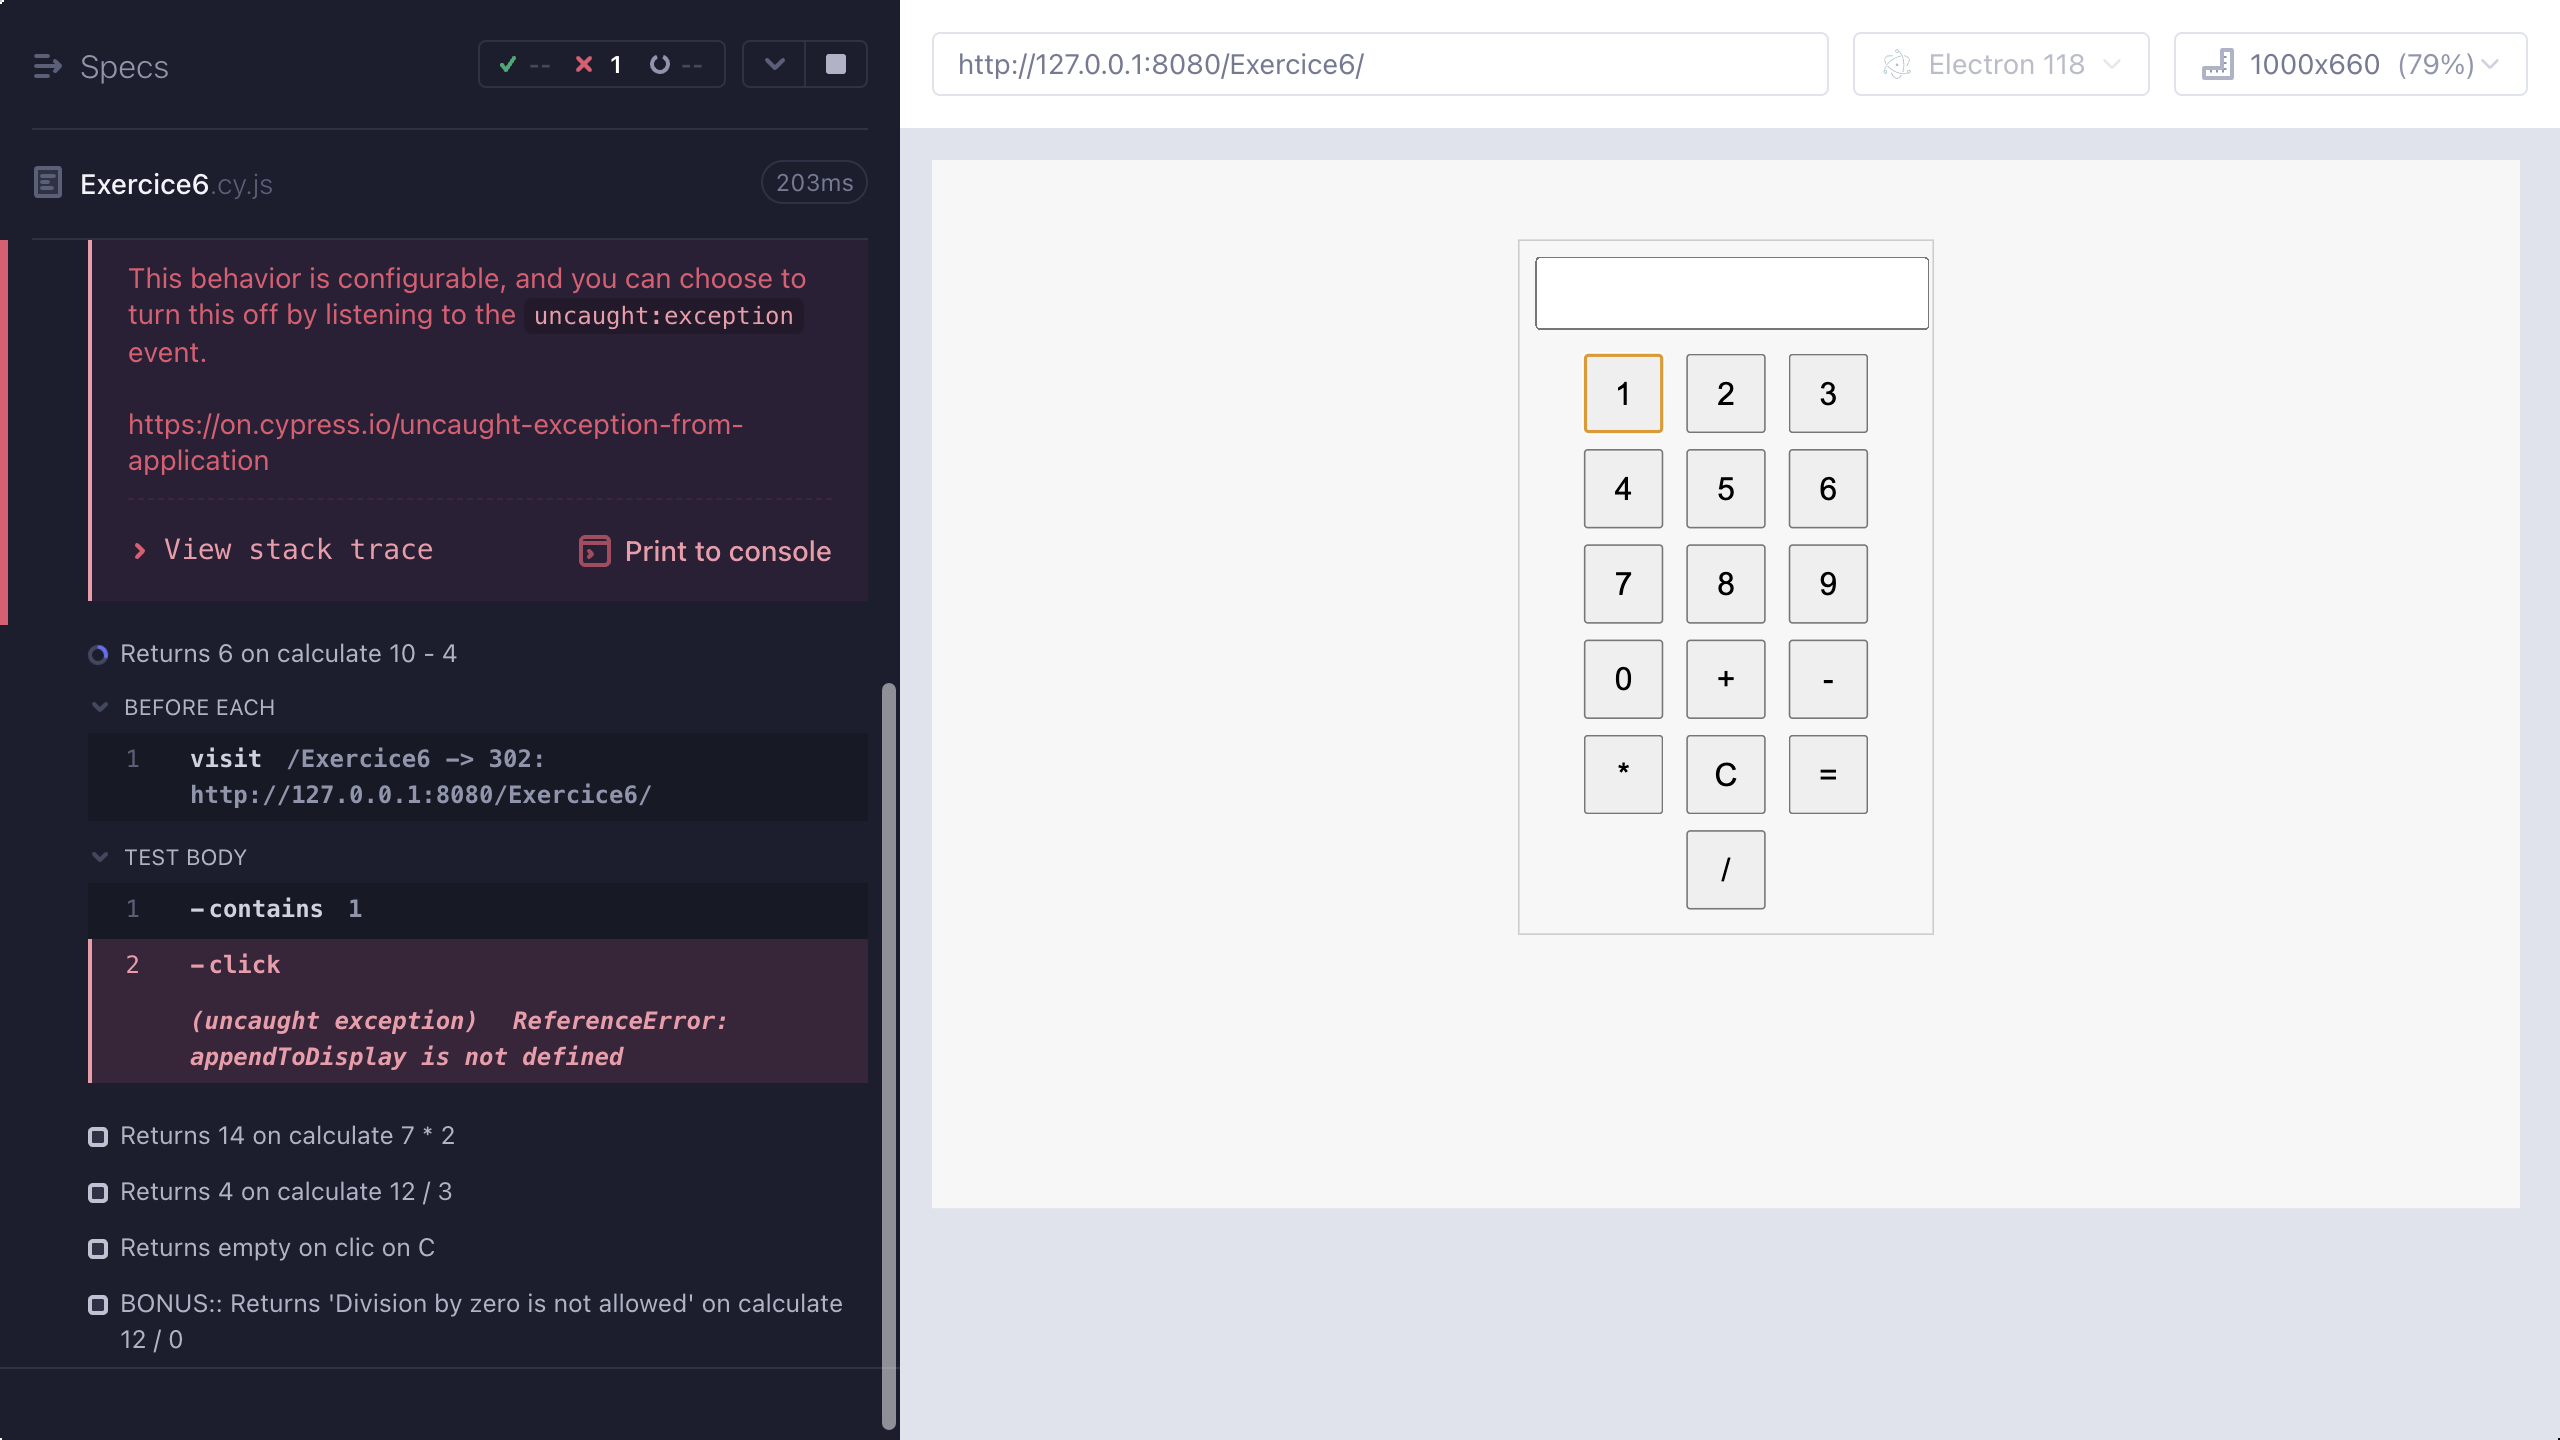 Specs
-- 1 --
Exercice6.cy.js
203ms
This behavior is configurable, and you can choose to
turn this off by listening to the uncaught:exception
event.
https://on.cypress.io/uncaught-exception-from-
application
View stack trace
Print to console
Returns 6 on calculate 10 - 4
BEFORE EACH
1 visit /Exercice6 -> 302:
http://127.0.0.1:8080/Exercice6/
TEST BODY
1 -contains 1
2 -click
(uncaught exception) ReferenceError:
appendToDisplay is not defined
Returns 14 on calculate 7 * 2
Returns 4 on calculate 12 / 3
Returns empty on clic on C
BONUS:: Returns 'Division by zero is not allowed' on calculate
12 / 0
http://127.0.0.1:8080/Exercice6/
Electron 118
1000x660 (79%)
1 2 3
4 5 6
7 8 9
0 + -
* C =
/